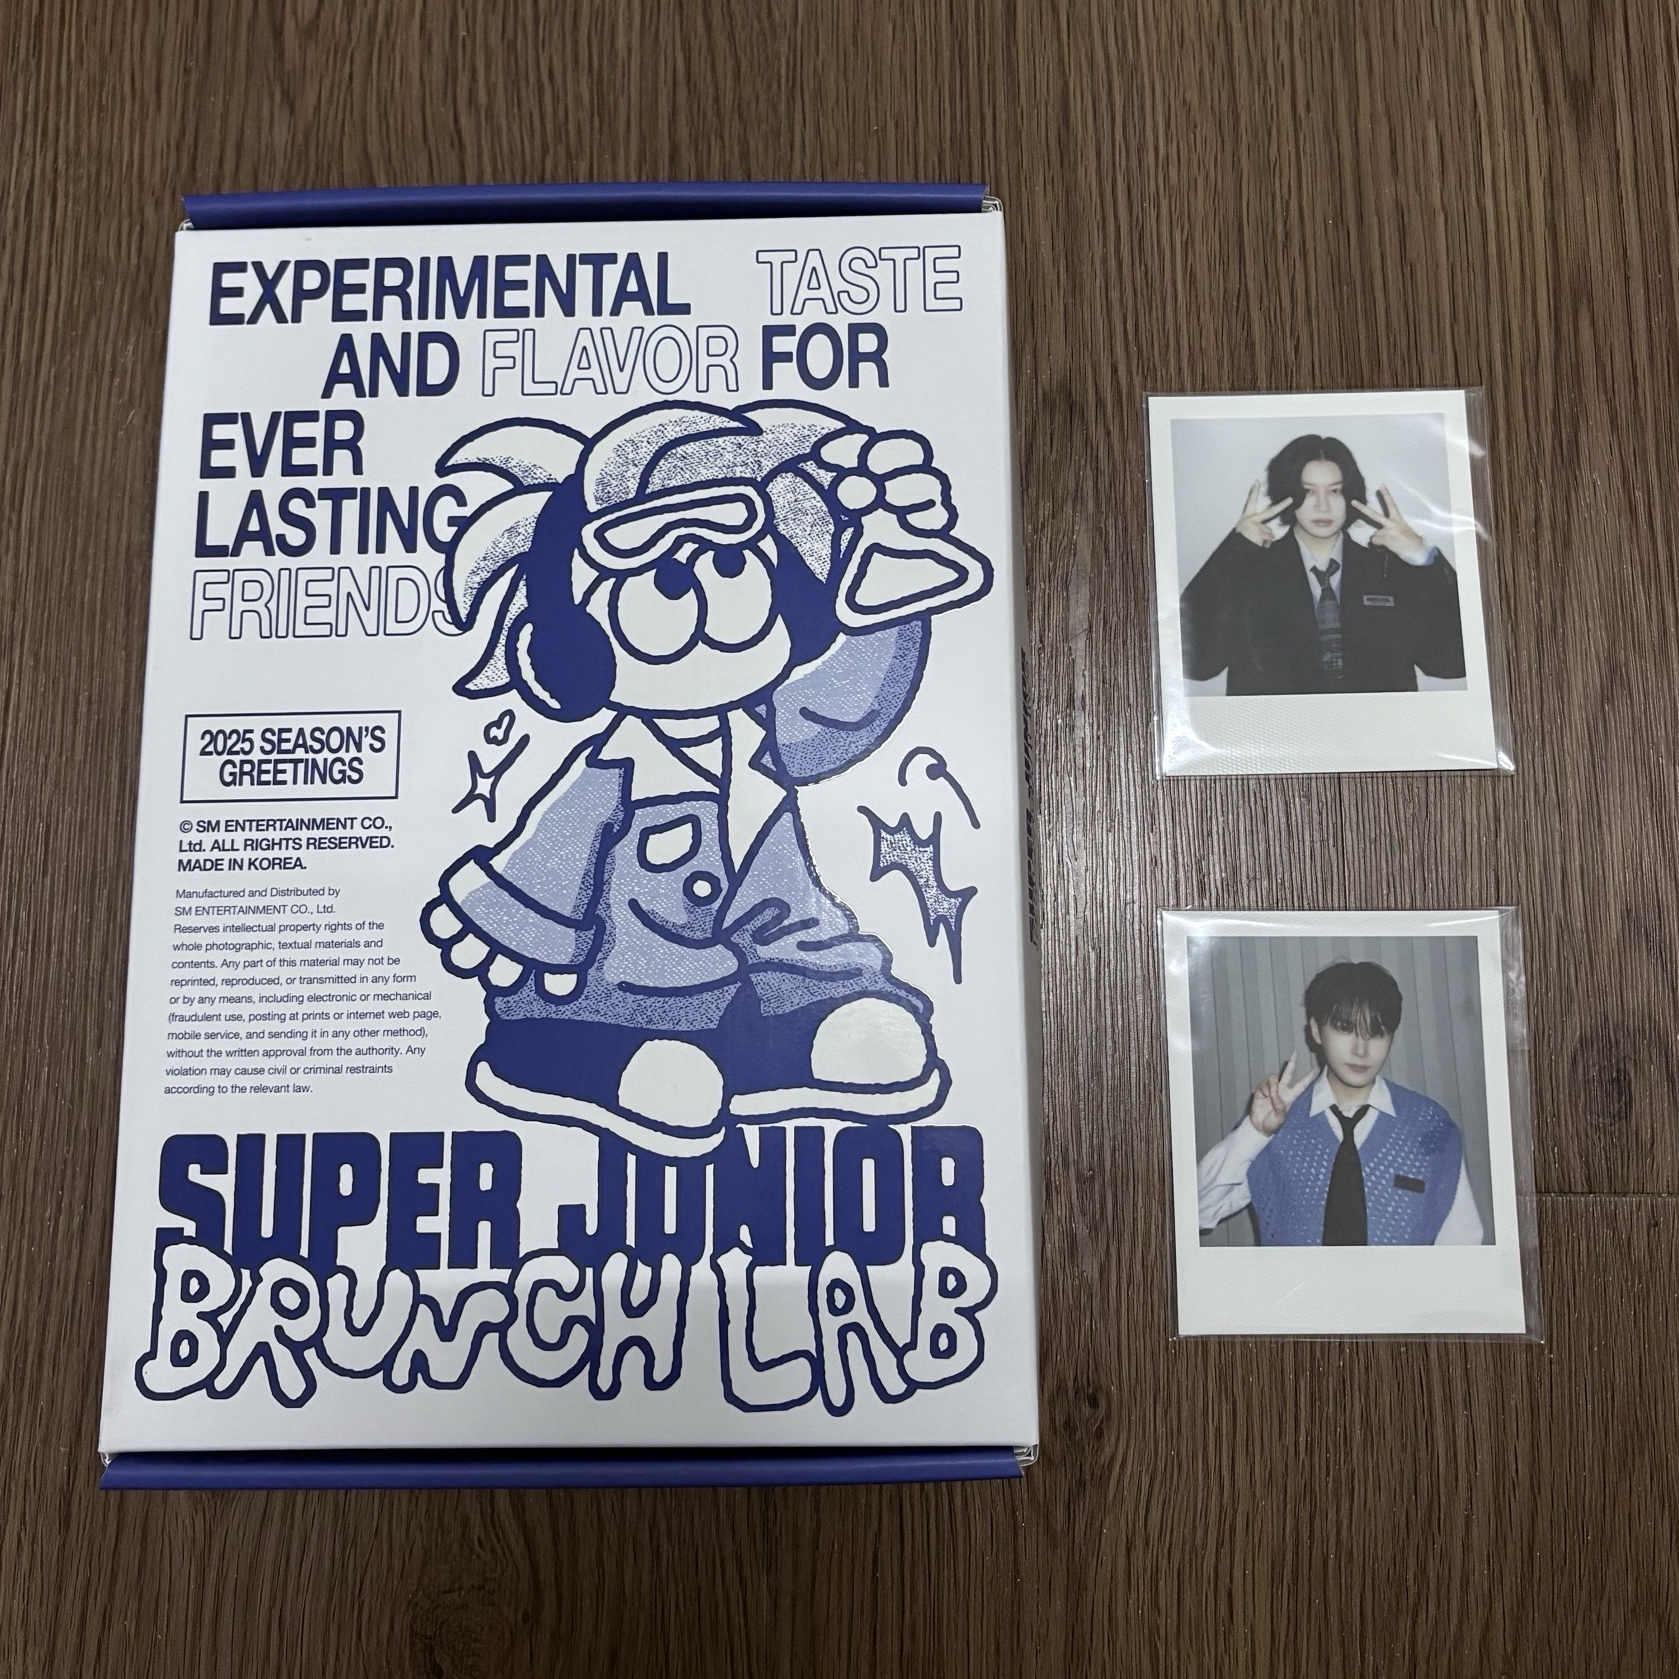 EXPERIMENTAL TASTE
AND FLAVOR FOR
EVER
LASTING
FRIENDS
2025 SEASON'S
GREETINGS
© SM ENTERTAINMENT CO.,
Ltd. ALL RIGHTS RESERVED.
MADE IN KOREA.
Manufactured and Distributed by
SM ENTERTAINMENT CO., Ltd.
Reserves intellectual property rights of the
whole photographic, textual materials and
contents. Any part of this material may not be
reprinted, reproduced, or transmitted in any form
or by any means, including electronic or mechanical
(fraudulent use, posting at prints or internet web page,
mobile service, and sending it in any other method),
without the written approval from the authority. Any
violation may cause civil or criminal restraints
according to the relevant law.
SUPER JUNIOR
BRUNCH LAB